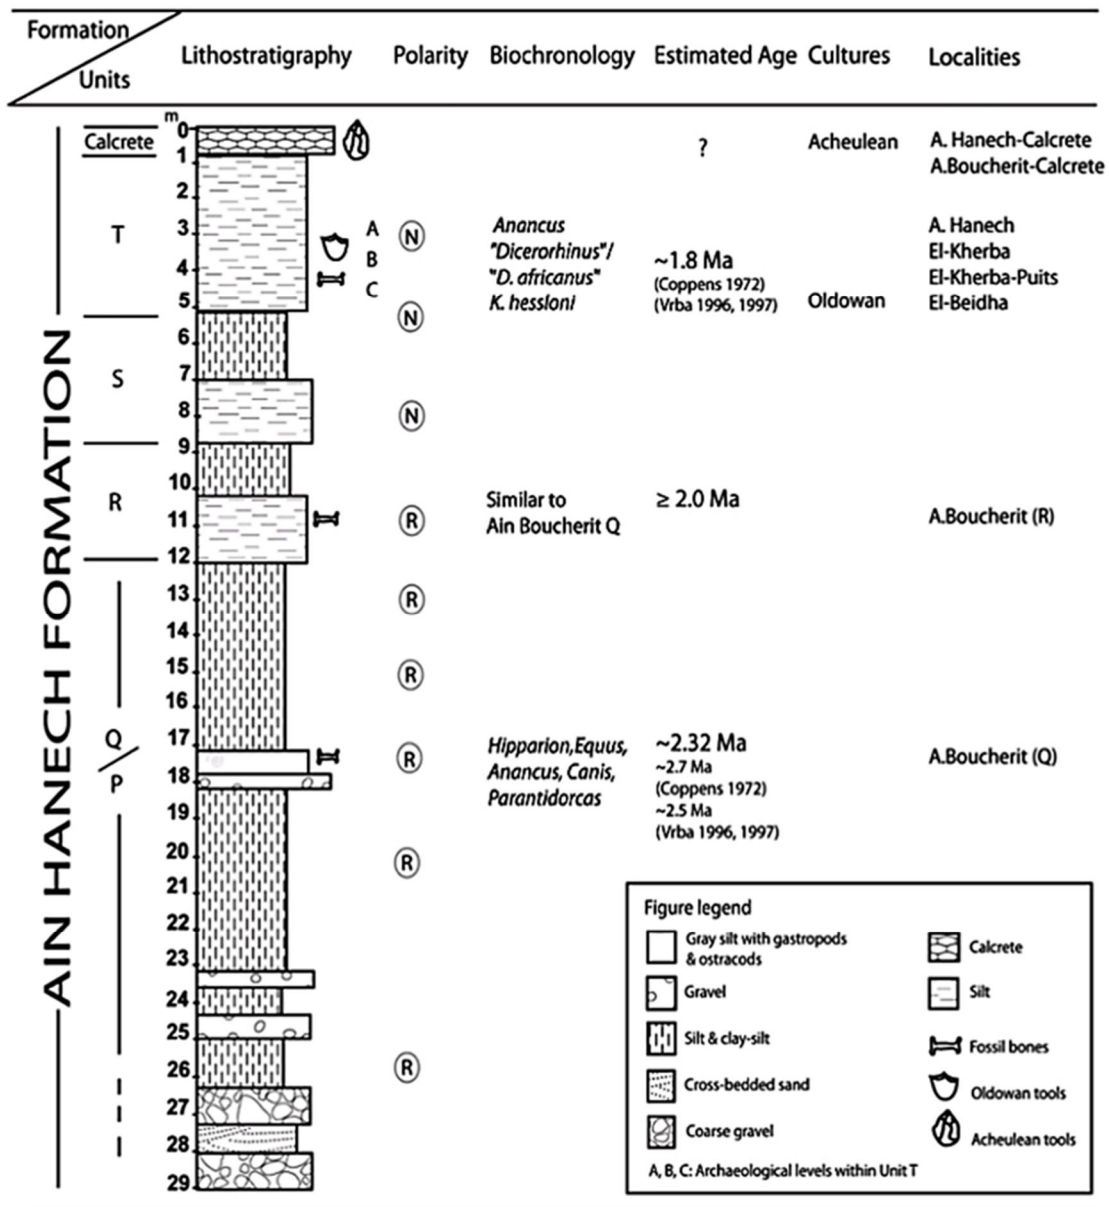 Formation
Units
Lithostratigraphy
Polarity
Biochronology
Estimated Age
Cultures
Localities
AIN HANECH FORMATION
Calcrete
T
S
R
Q
P
m
0
1
2
3
4
5
6
7
8
9
10
11
12
13
14
15
16
17
18
19
20
21
22
23
24
25
26
27
28
29
A
B
C
N
N
N
R
R
R
R
R
R
Anancus
"Dicerorhinus"/
"D. africanus"
K. hessloni
Similar to
Ain Boucherit Q
Hipparion,Equus,
Anancus, Canis,
Parantidorcas
?
~1.8 Ma
(Coppens 1972)
(Vrba 1996, 1997)
≥ 2.0 Ma
~2.32 Ma
~2.7 Ma
(Coppens 1972)
~2.5 Ma
(Vrba 1996, 1997)
Acheulean
Oldowan
A. Hanech-Calcrete
A.Boucherit-Calcrete
A. Hanech
El-Kherba
El-Kherba-Puits
El-Beidha
A.Boucherit (R)
A.Boucherit (Q)
Figure legend
Gray silt with gastropods
& ostracods
Gravel
Silt & clay-silt
Cross-bedded sand
Coarse gravel
Calcrete
Silt
Fossil bones
Oldowan tools
Acheulean tools
A, B, C: Archaeological levels within Unit T